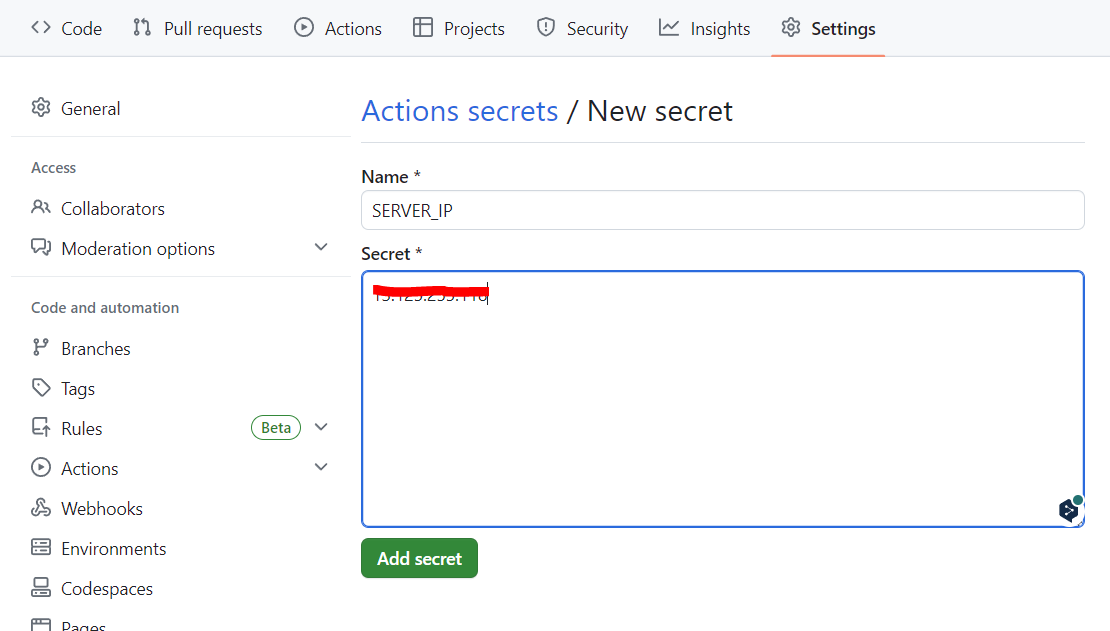 Code
Pull requests
Actions
Projects
Security
Insights
Settings
General
Access
Collaborators
Moderation options
Code and automation
Branches
Tags
Rules
Beta
Actions
Webhooks
Environments
Codespaces
Pages
Actions secrets / New secret
Name *
SERVER_IP
Secret *
Add secret